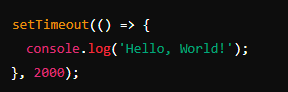 setTimeout(() => {
  console.log('Hello, World!');
}, 2000);